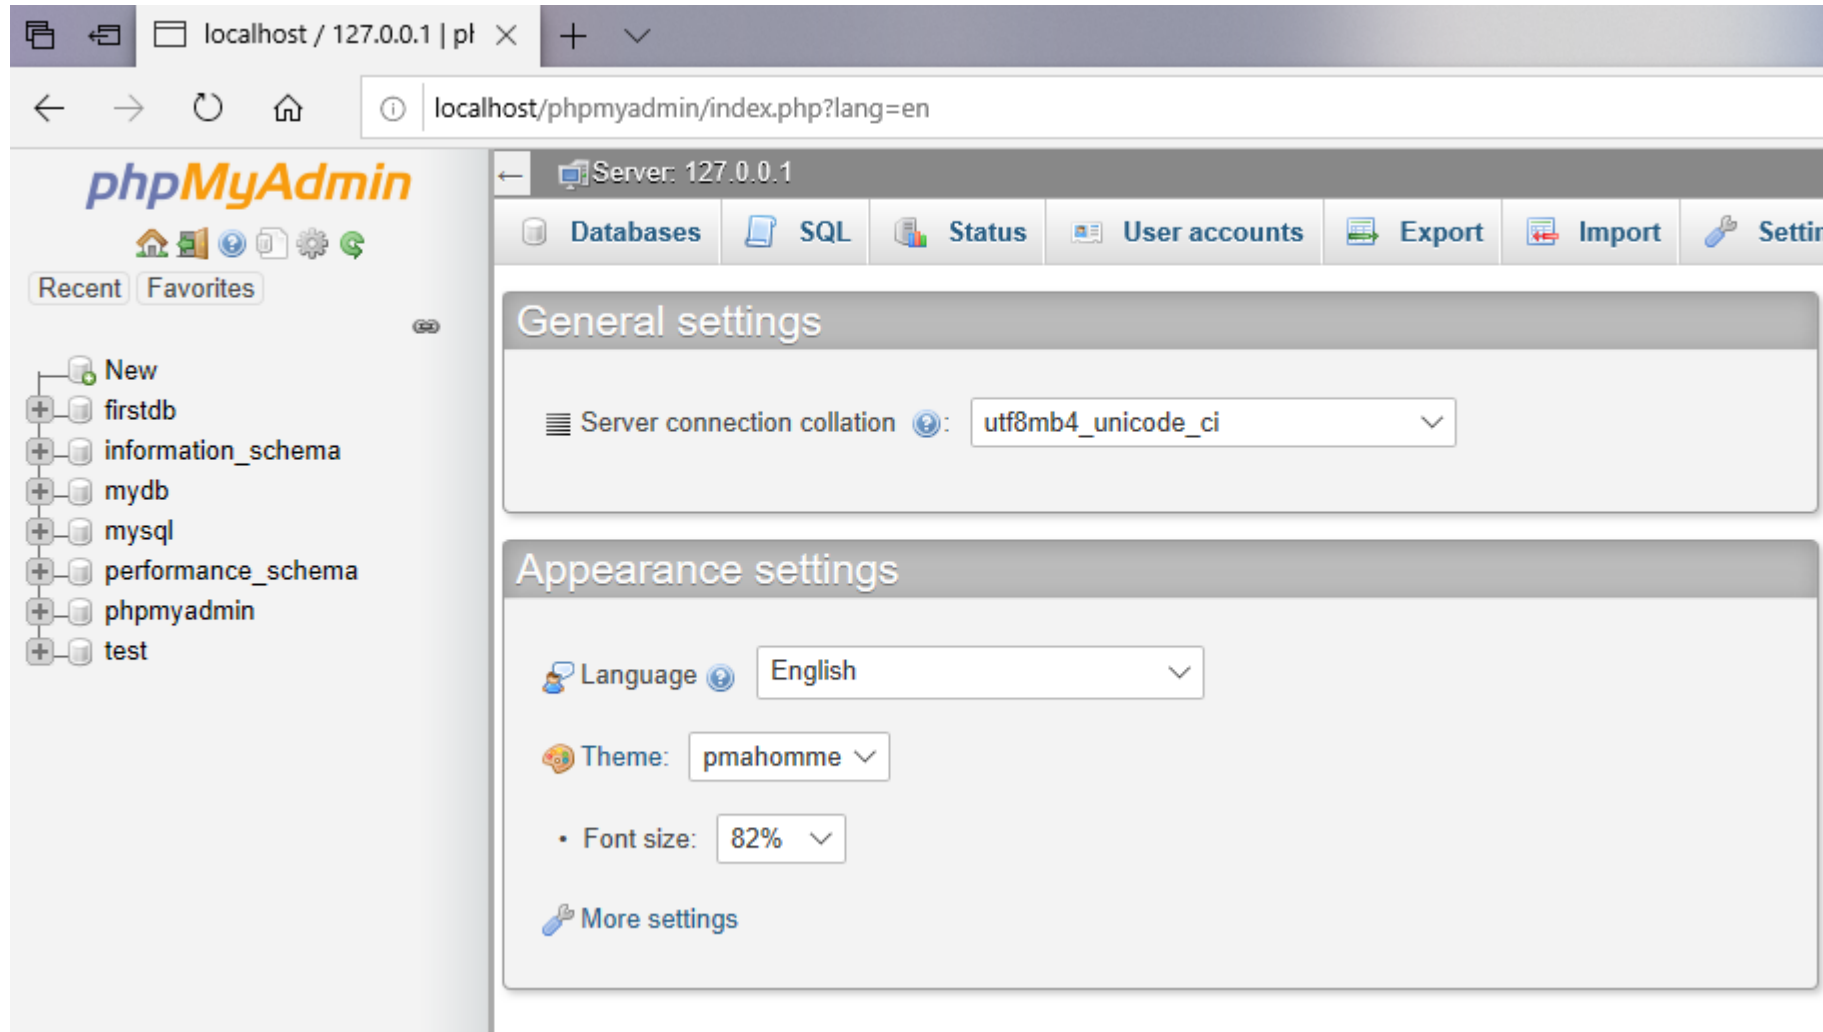 localhost / 127.0.0.1 | pl
localhost/phpmyadmin/index.php?lang=en
phpMyAdmin
Recent Favorites
New
firstdb
information_schema
mydb
mysql
performance_schema
phpmyadmin
test
Server: 127.0.0.1
Databases SQL Status User accounts Export Import Settin
General settings
Server connection collation : utf8mb4_unicode_ci
Appearance settings
Language English
Theme: pmahomme
• Font size: 82%
More settings